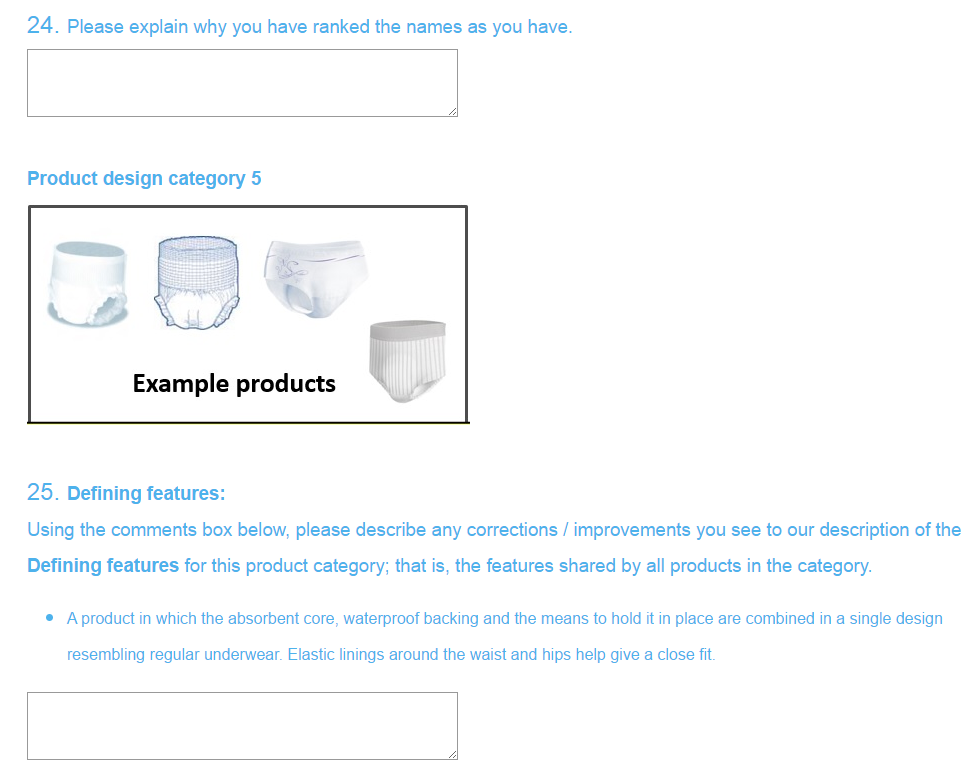 24. Please explain why you have ranked the names as you have.
Product design category 5
Example products
25. Defining features:
Using the comments box below, please describe any corrections / improvements you see to our description of the
Defining features for this product category; that is, the features shared by all products in the category.
• A product in which the absorbent core, waterproof backing and the means to hold it in place are combined in a single design
resembling regular underwear. Elastic linings around the waist and hips help give a close fit.